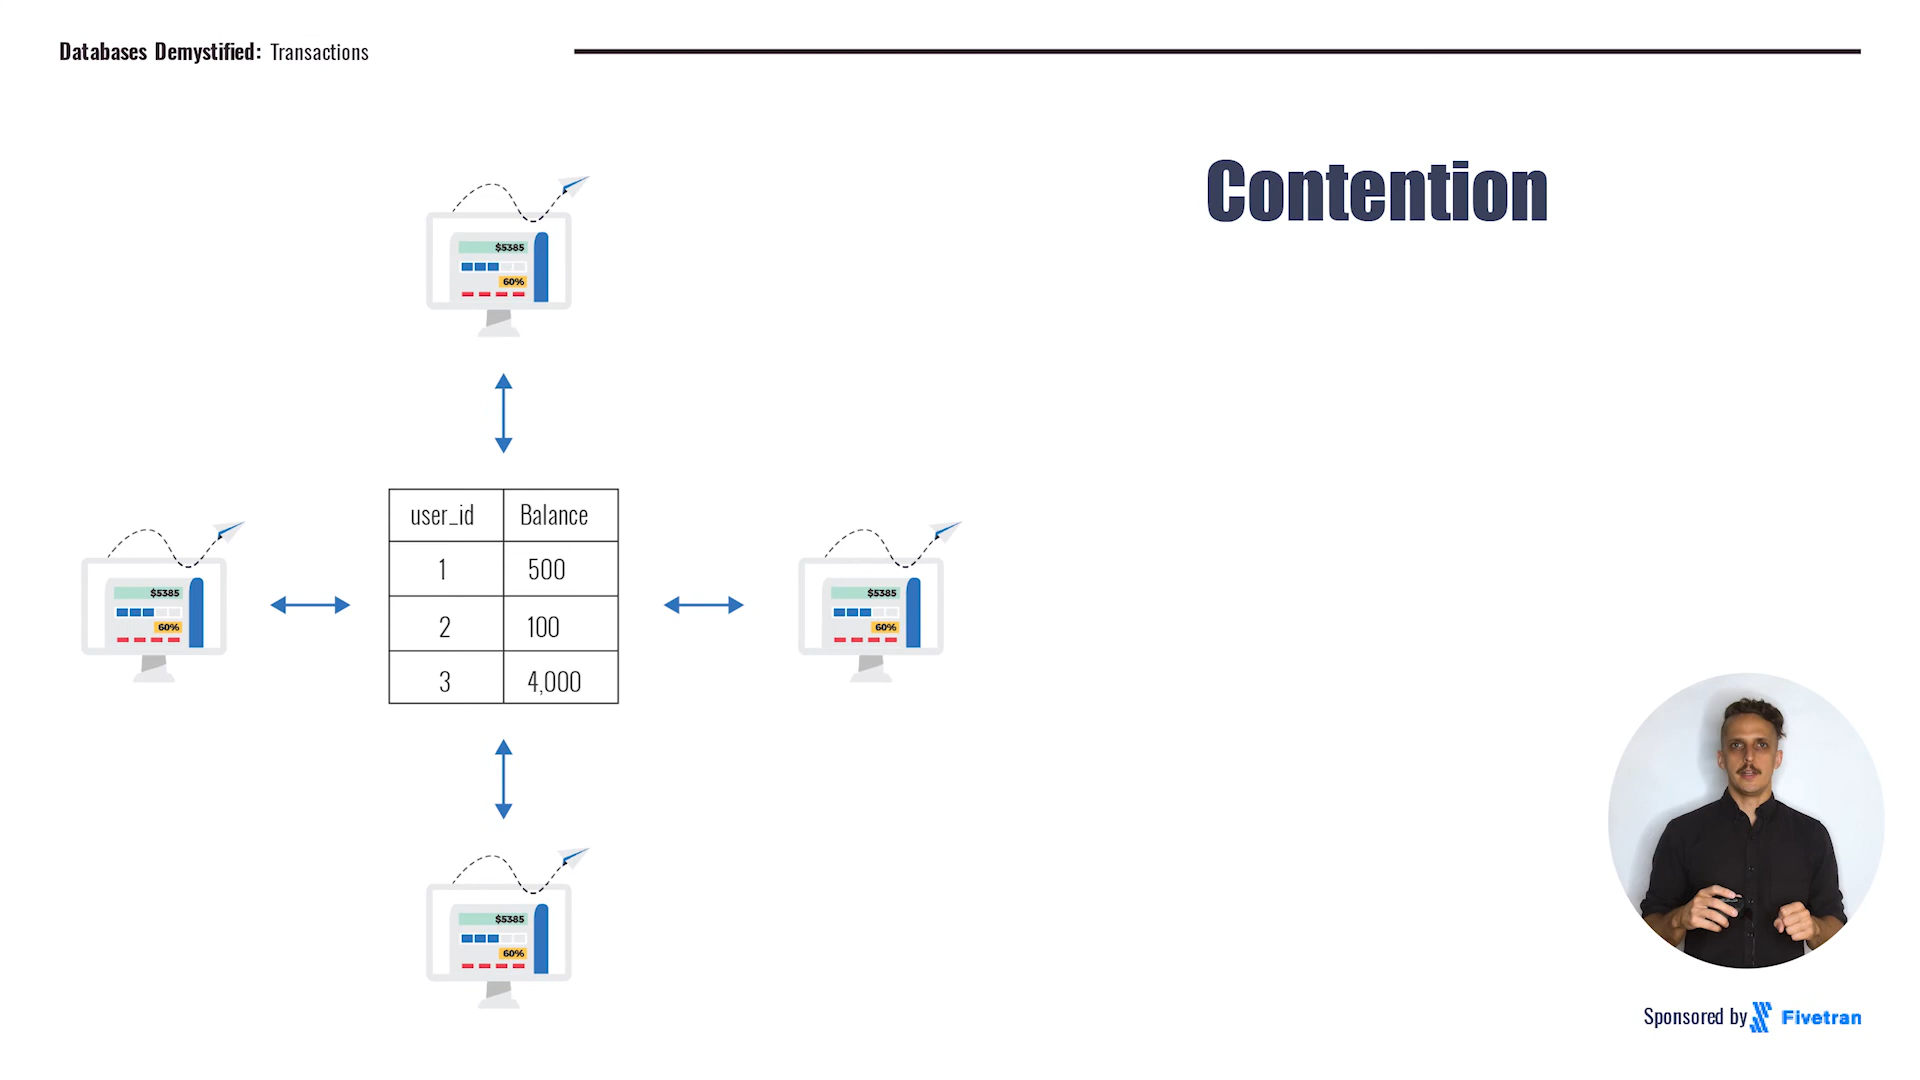 Databases Demystified: Transactions
Contention
$5385
60%
user_id Balance
1 500
2 100
3 4,000
$5385
60%
$5385
60%
$5385
60%
Sponsored by Fivetran